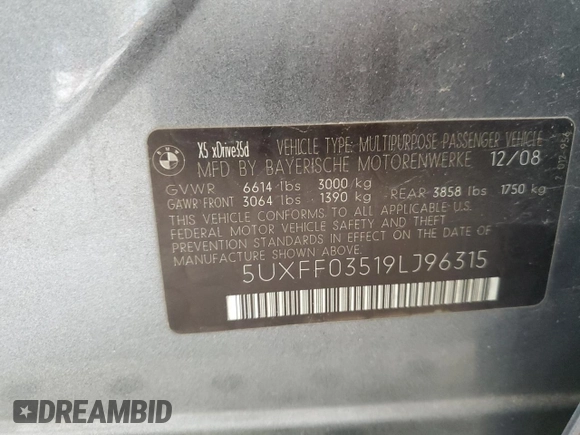 BMW
X5 xDrive35d VEHICLE TYPE: MULTIPURPOSE PASSENGER VEHICLE
MFD BY BAYERISCHE MOTORENWERKE 12/08
GVWR 6614 lbs 3000 kg
GAWR FRONT 3064 lbs 1390 kg REAR 3858 lbs 1750 kg
THIS VEHICLE CONFORMS TO ALL APPLICABLE U.S.
FEDERAL MOTOR VEHICLE SAFETY AND THEFT
PREVENTION STANDARDS IN EFFECT ON THE DATE OF
MANUFACTURE SHOWN ABOVE.
5UXFF03519LJ96315
DREAMBID